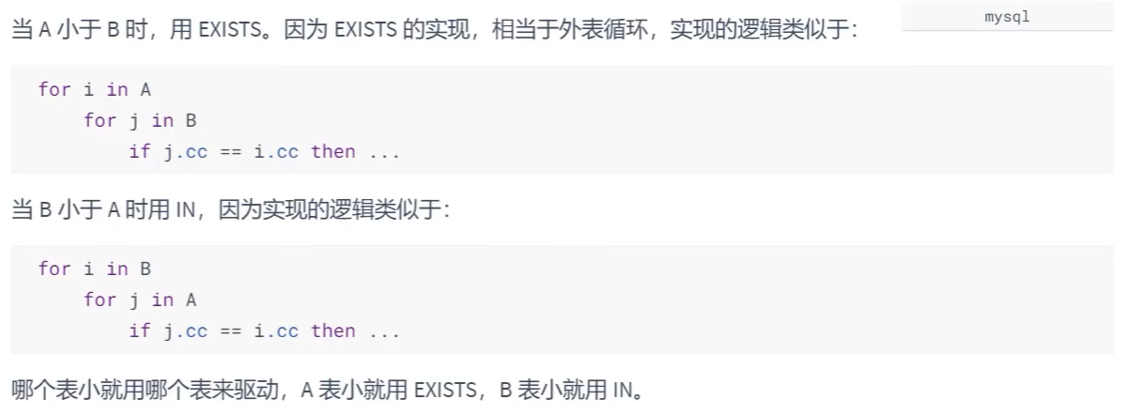 当 A 小于 B 时，用 EXISTS。因为 EXISTS 的实现，相当于外表循环，实现的逻辑类似于：
mysql
for i in A
    for j in B
        if j.cc == i.cc then ...
当 B 小于 A 时用 IN，因为实现的逻辑类似于：
for i in B
    for j in A
        if j.cc == i.cc then ...
哪个表小就用哪个表来驱动，A 表小就用 EXISTS，B 表小就用 IN。